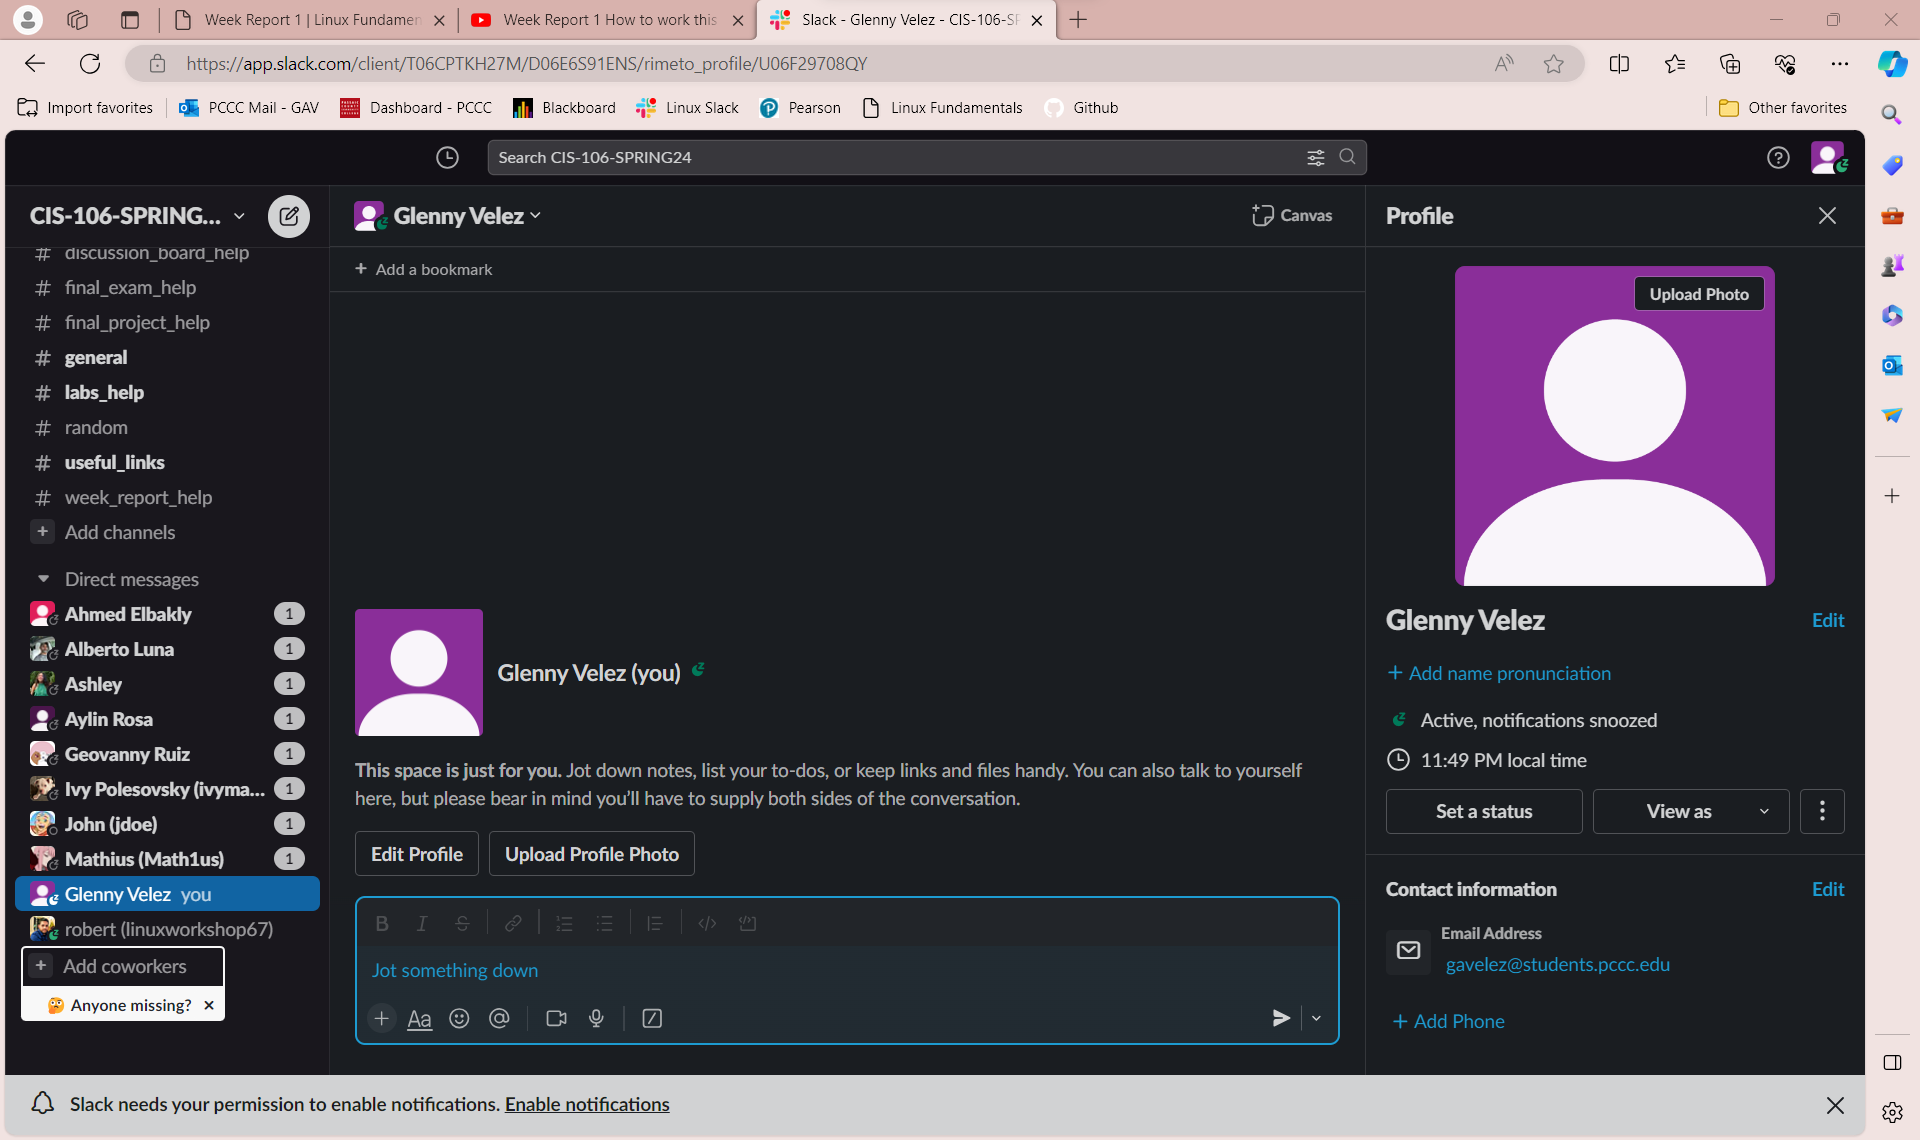 Week Report 1 | Linux Fundamen
Week Report 1 How to work this
Slack - Glenny Velez - CIS-106-SP
https://app.slack.com/client/T06CPTKH27M/D06E6S91ENS/rimeto_profile/U06F29708QY
Import favorites
PCCC Mail - GAV
Dashboard - PCCC
Blackboard
Linux Slack
Pearson
Linux Fundamentals
Github
Other favorites
Search CIS-106-SPRING24
CIS-106-SPRING...
Glenny Velez
Canvas
Profile
Add a bookmark
# discussion_board_help
# final_exam_help
# final_project_help
# general
# labs_help
# random
# useful_links
# week_report_help
+ Add channels
Direct messages
Ahmed Elbakly 1
Alberto Luna 1
Ashley 1
Aylin Rosa 1
Geovanny Ruiz 1
Ivy Polesovsky (ivyma... 1
John (jdoe) 1
Mathius (Math1us) 1
Glenny Velez you
robert (linuxworkshop67)
+ Add coworkers
Anyone missing?
Glenny Velez (you)
This space is just for you. Jot down notes, list your to-dos, or keep links and files handy. You can also talk to yourself
here, but please bear in mind you'll have to supply both sides of the conversation.
Edit Profile
Upload Profile Photo
Jot something down
Aa
Upload Photo
Glenny Velez
Edit
+ Add name pronunciation
Active, notifications snoozed
11:49 PM local time
Set a status
View as
Contact information
Edit
Email Address
gavelez@students.pccc.edu
+ Add Phone
Slack needs your permission to enable notifications. Enable notifications